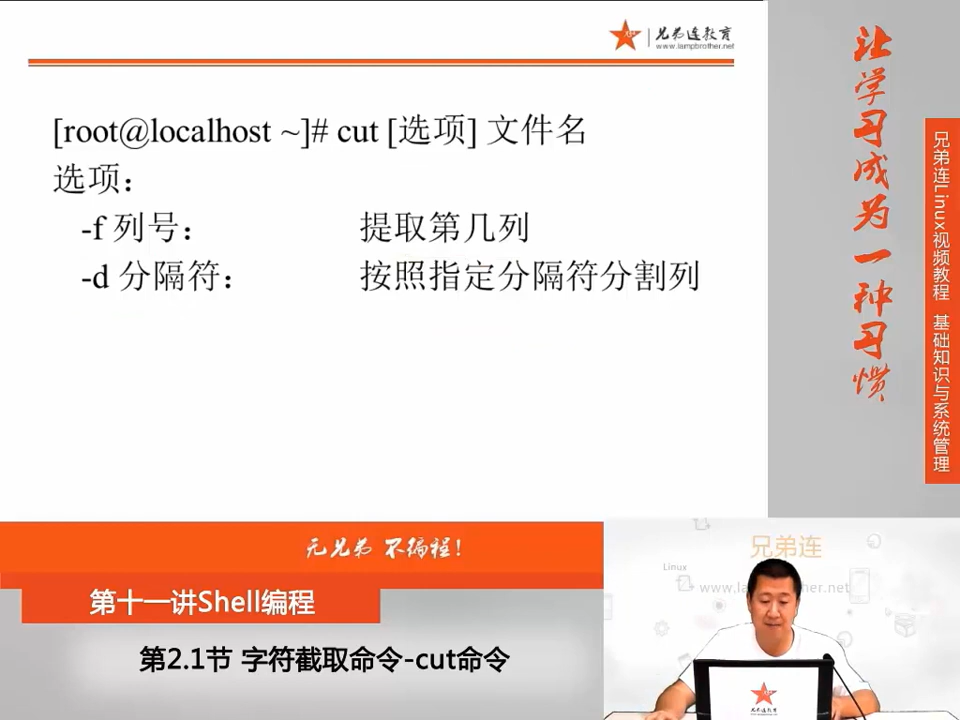 兄弟连教育
www.lampbrother.net
[root@localhost ~]# cut [选项] 文件名
选项：
-f 列号： 提取第几列
-d 分隔符： 按照指定分隔符分割列
让学习成为一种习惯
兄弟连Linux视频教程 基础知识与系统管理
无兄弟 不编程！
第十一讲Shell编程
第2.1节 字符截取命令-cut命令
兄弟连
Linux
兄弟连教育